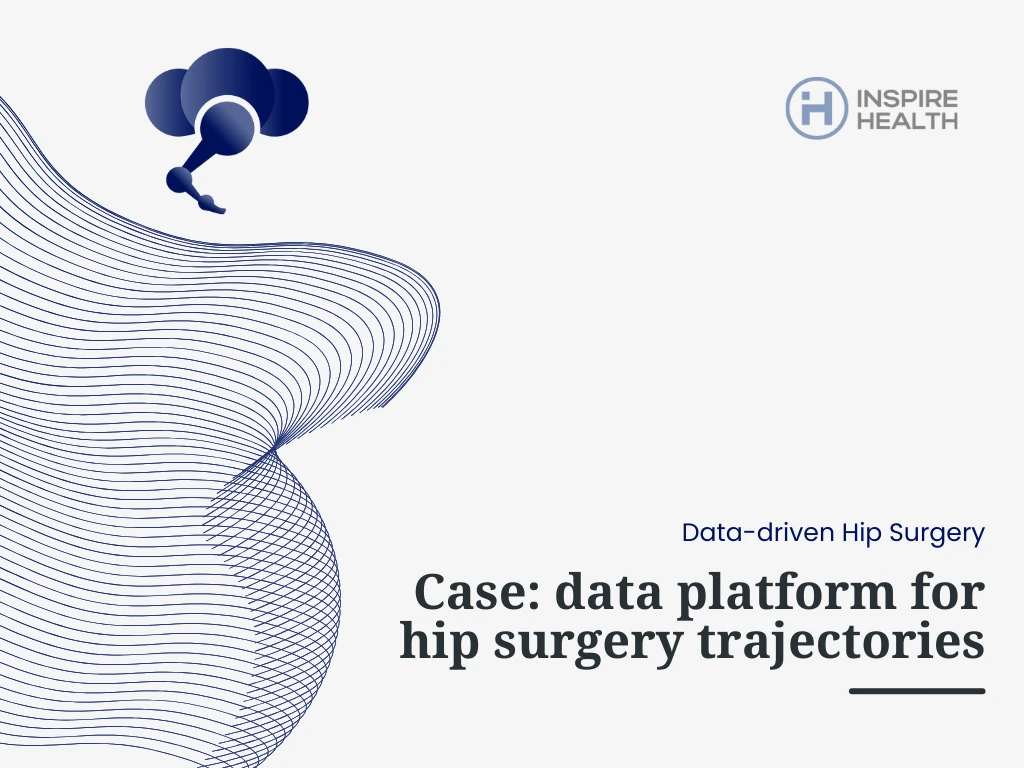 INSPIRE
HEALTH
Data-driven Hip Surgery
Case: data platform for
hip surgery trajectories